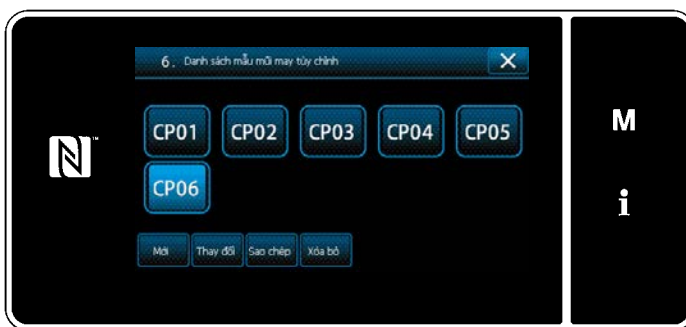 6. Danh sách mẫu mũi may tùy chỉnh
CP01 CP02 CP03 CP04 CP05
CP06
Mới Thay đổi Sao chép Xóa bỏ
M
i
N